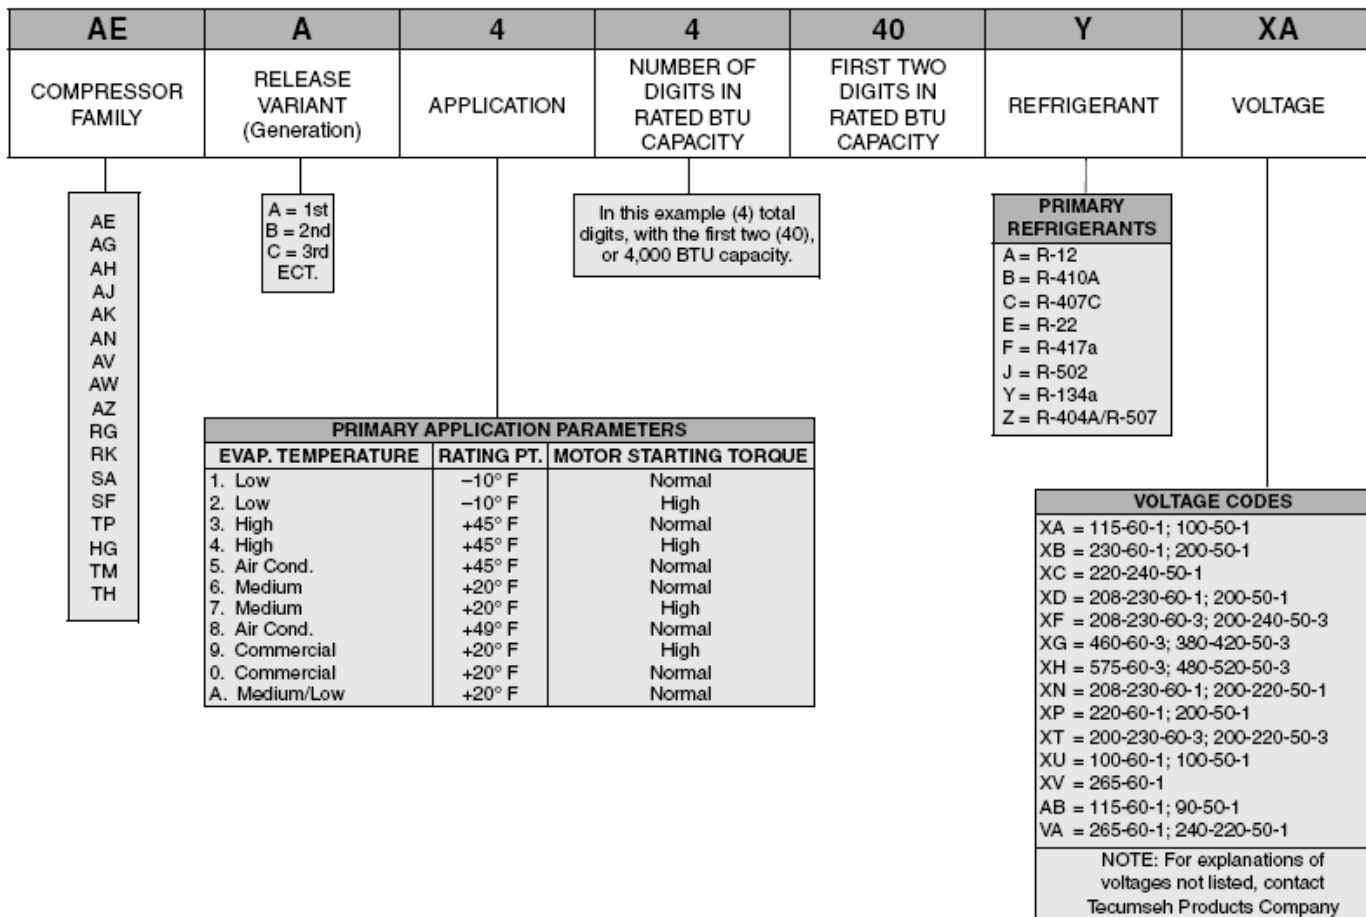 AE A 4 4 40 Y XA
COMPRESSOR
FAMILY
RELEASE
VARIANT
(Generation)
APPLICATION
NUMBER OF
DIGITS IN
RATED BTU
CAPACITY
FIRST TWO
DIGITS IN
RATED BTU
CAPACITY
REFRIGERANT
VOLTAGE
AE
AG
AH
AJ
AK
AN
AV
AW
AZ
RG
RK
SA
SF
TP
HG
TM
TH
A = 1st
B = 2nd
C = 3rd
ECT.
In this example (4) total
digits, with the first two (40),
or 4,000 BTU capacity.
PRIMARY
REFRIGERANTS
A = R-12
B = R-410A
C = R-407C
E = R-22
F = R-417a
J = R-502
Y = R-134a
Z = R-404A/R-507
PRIMARY APPLICATION PARAMETERS
EVAP. TEMPERATURE RATING PT. MOTOR STARTING TORQUE
1. Low –10° F Normal
2. Low –10° F High
3. High +45° F Normal
4. High +45° F High
5. Air Cond. +45° F Normal
6. Medium +20° F Normal
7. Medium +20° F High
8. Air Cond. +49° F Normal
9. Commercial +20° F High
0. Commercial +20° F Normal
A. Medium/Low +20° F Normal
VOLTAGE CODES
XA = 115-60-1; 100-50-1
XB = 230-60-1; 200-50-1
XC = 220-240-50-1
XD = 208-230-60-1; 200-50-1
XF = 208-230-60-3; 200-240-50-3
XG = 460-60-3; 380-420-50-3
XH = 575-60-3; 480-520-50-3
XN = 208-230-60-1; 200-220-50-1
XP = 220-60-1; 200-50-1
XT = 200-230-60-3; 200-220-50-3
XU = 100-60-1; 100-50-1
XV = 265-60-1
AB = 115-60-1; 90-50-1
VA = 265-60-1; 240-220-50-1
NOTE: For explanations of
voltages not listed, contact
Tecumseh Products Company